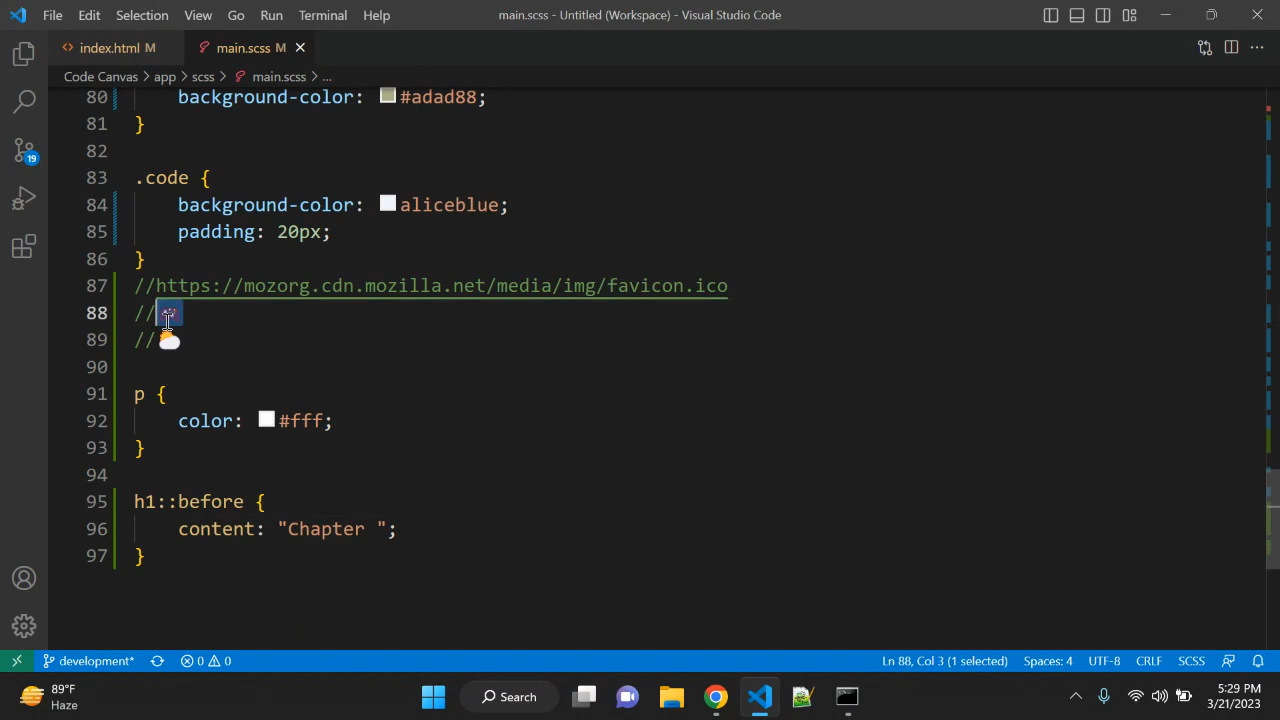 File Edit Selection View Go Run Terminal Help main.scss - Untitled (Workspace) - Visual Studio Code
index.html M main.scss M
Code Canvas > app > scss > main.scss > ...
80 background-color: #adad88;
81 }
82
83 .code {
84 background-color: aliceblue;
85 padding: 20px;
86 }
87 //https://mozorg.cdn.mozilla.net/media/img/favicon.ico
88 //
89 //🌥
90
91 p {
92 color: #fff;
93 }
94
95 h1::before {
96 content: "Chapter ";
97 }
19
development* 0 0 Ln 88, Col 3 (1 selected) Spaces: 4 UTF-8 CRLF SCSS
89°F
Haze
Search
5:29 PM
3/21/2023